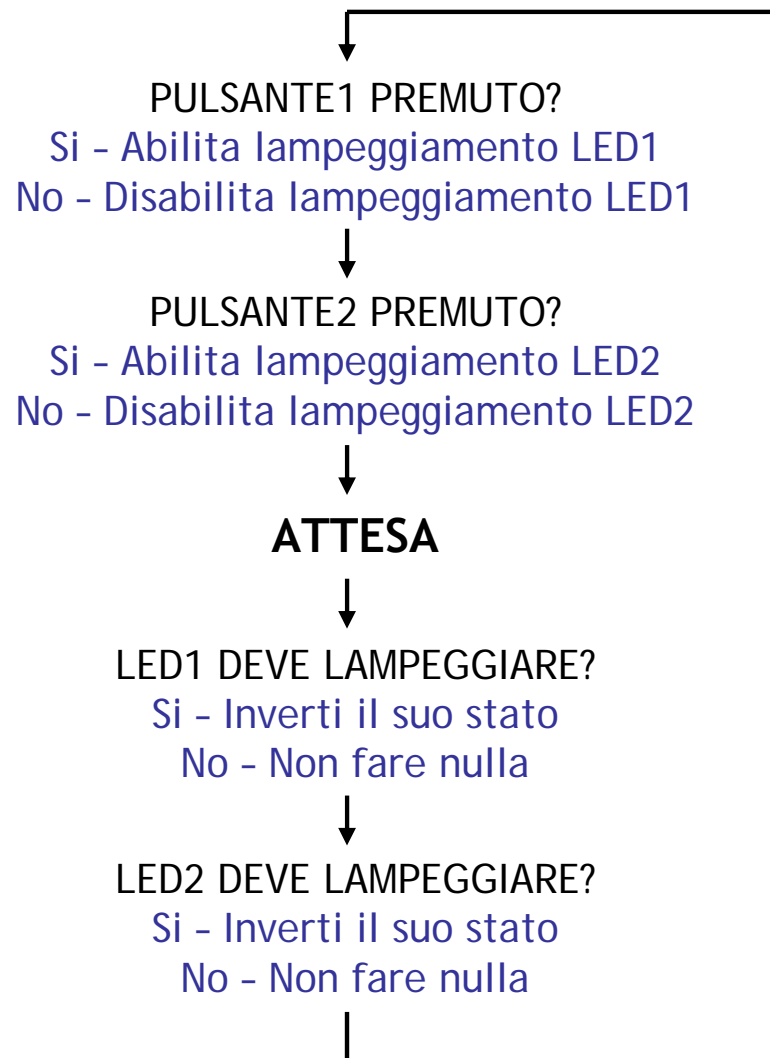 PULSANTE1 PREMUTO?
Si – Abilita lampeggiamento LED1
No – Disabilita lampeggiamento LED1
PULSANTE2 PREMUTO?
Si – Abilita lampeggiamento LED2
No – Disabilita lampeggiamento LED2
ATTESA
LED1 DEVE LAMPEGGIARE?
Si – Inverti il suo stato
No – Non fare nulla
LED2 DEVE LAMPEGGIARE?
Si – Inverti il suo stato
No – Non fare nulla